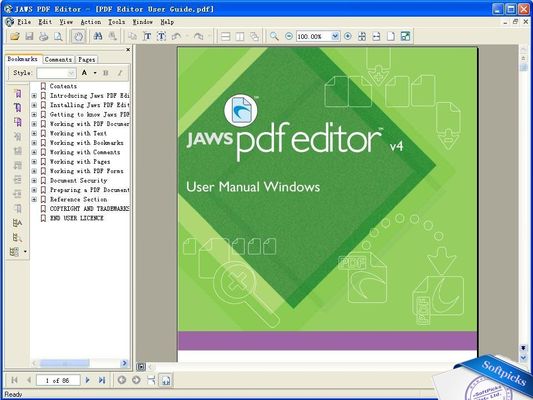 JAWS PDF Editor - [PDF Editor User Guide.pdf]
File Edit View Action Tools Window Help
100.00%
Bookmarks Comments Pages
Style: A B I
Contents
Introducing Jaws PDF Edi
Installing Jaws PDF Edit
Getting to know Jaws PDF
Working with PDF Documen
Working with Text
Working with Bookmarks
Working with Comments
Working with Pages
Working with PDF Forms
Document Security
Preparing a PDF Document
Reference Section
COPYRIGHT AND TRADEMARKS
END USER LICENCE
JAWS pdf editor™ v4
User Manual Windows
PDF
PDF
1 of 86
Softpicks